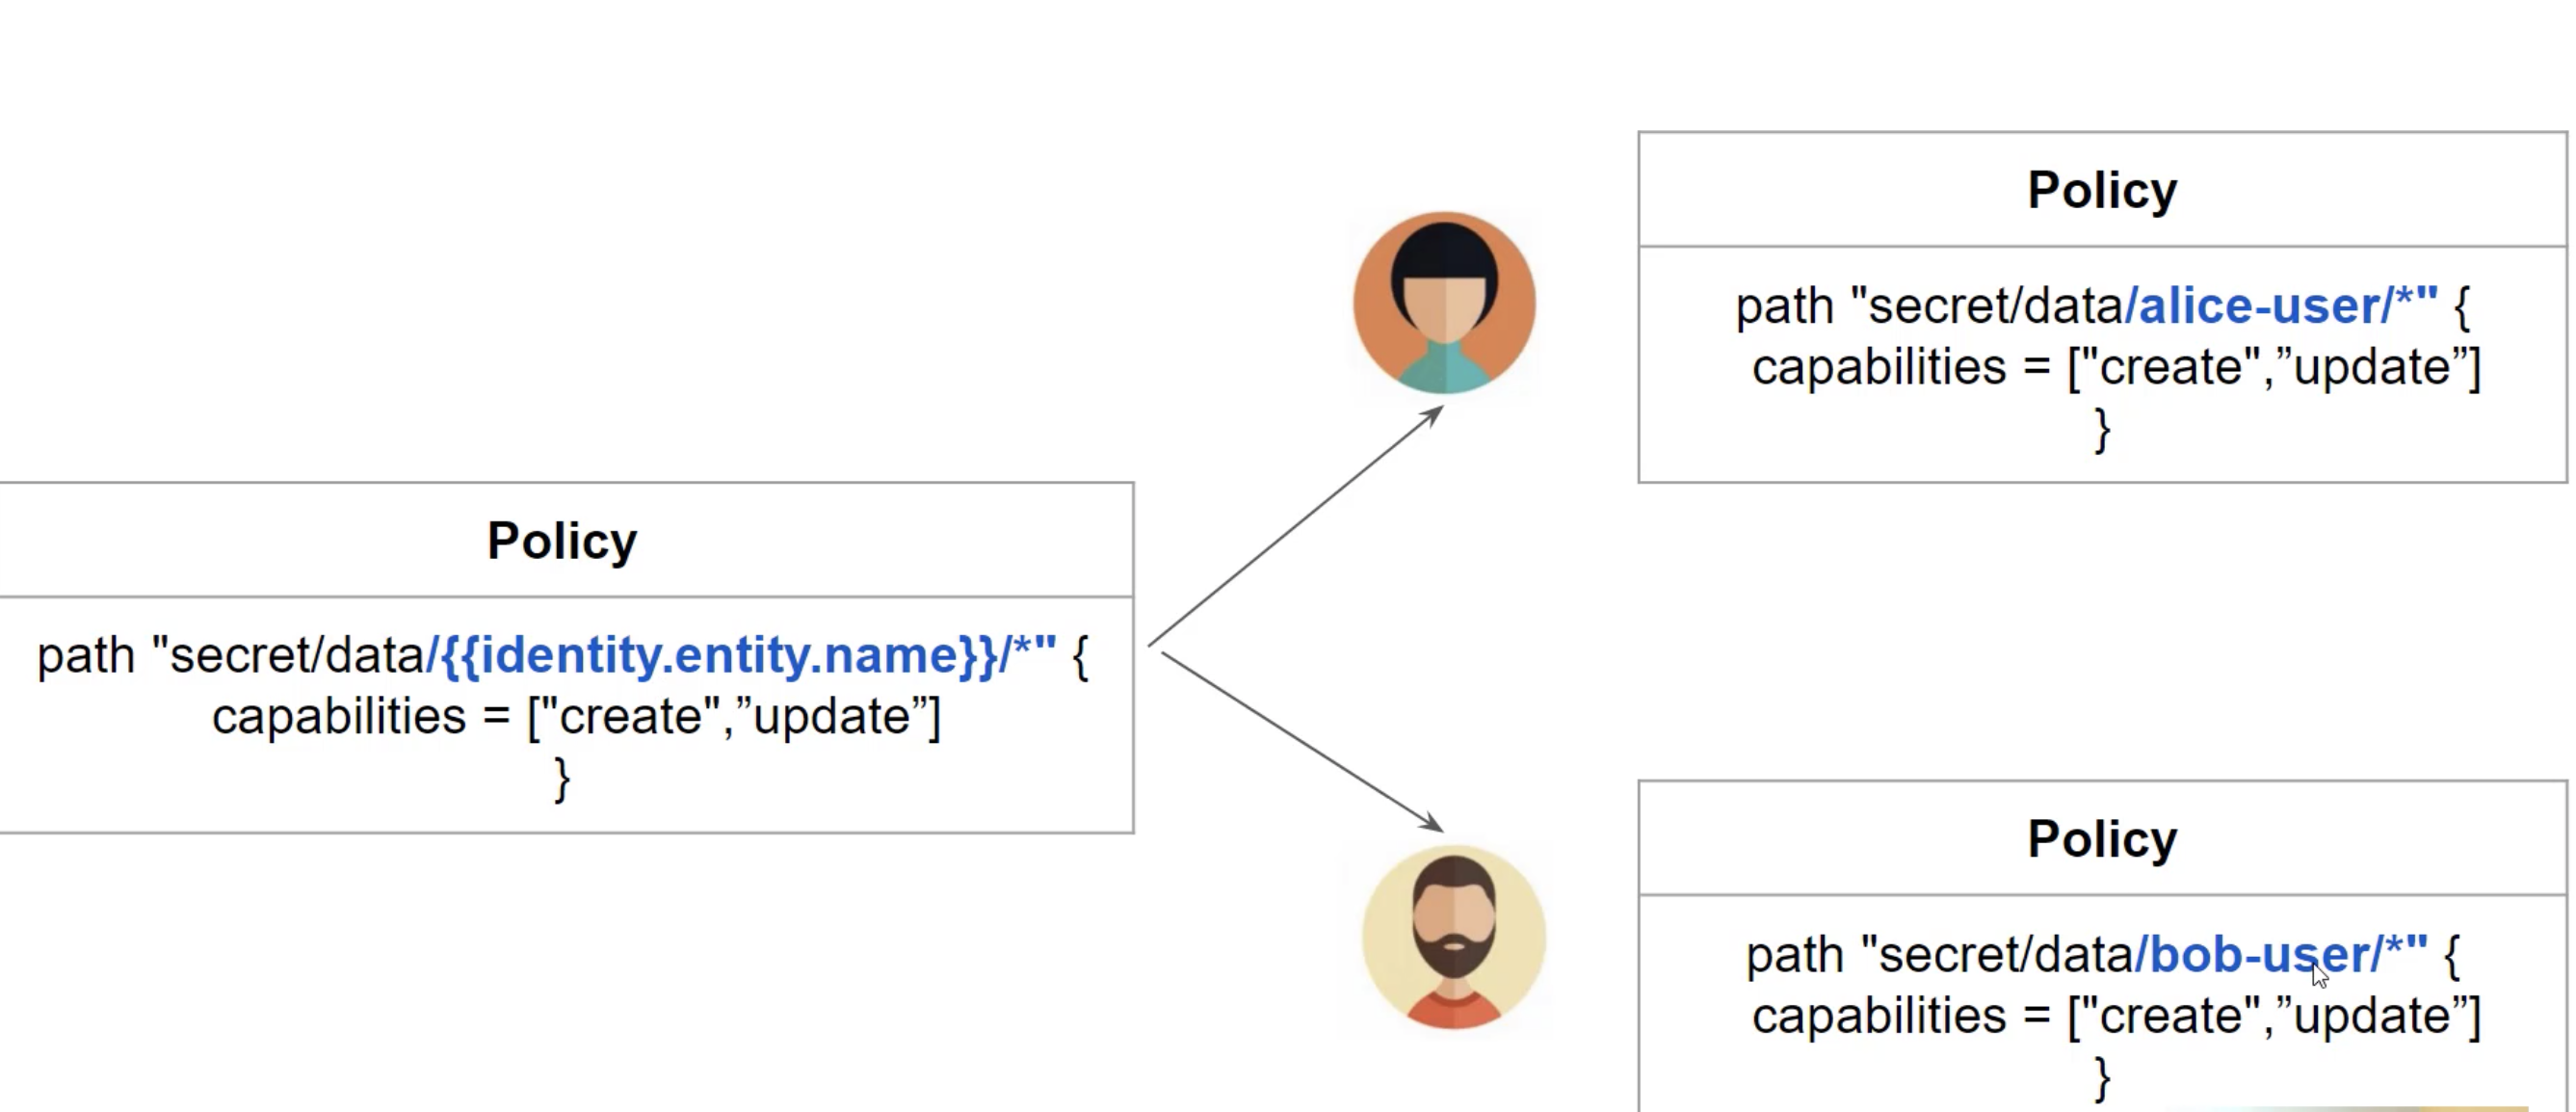 Policy
path "secret/data/{{identity.entity.name}}/*" {
capabilities = ["create",”update”]
}
Policy
path "secret/data/alice-user/*" {
capabilities = ["create",”update”]
}
Policy
path "secret/data/bob-user/*" {
capabilities = ["create",”update”]
}